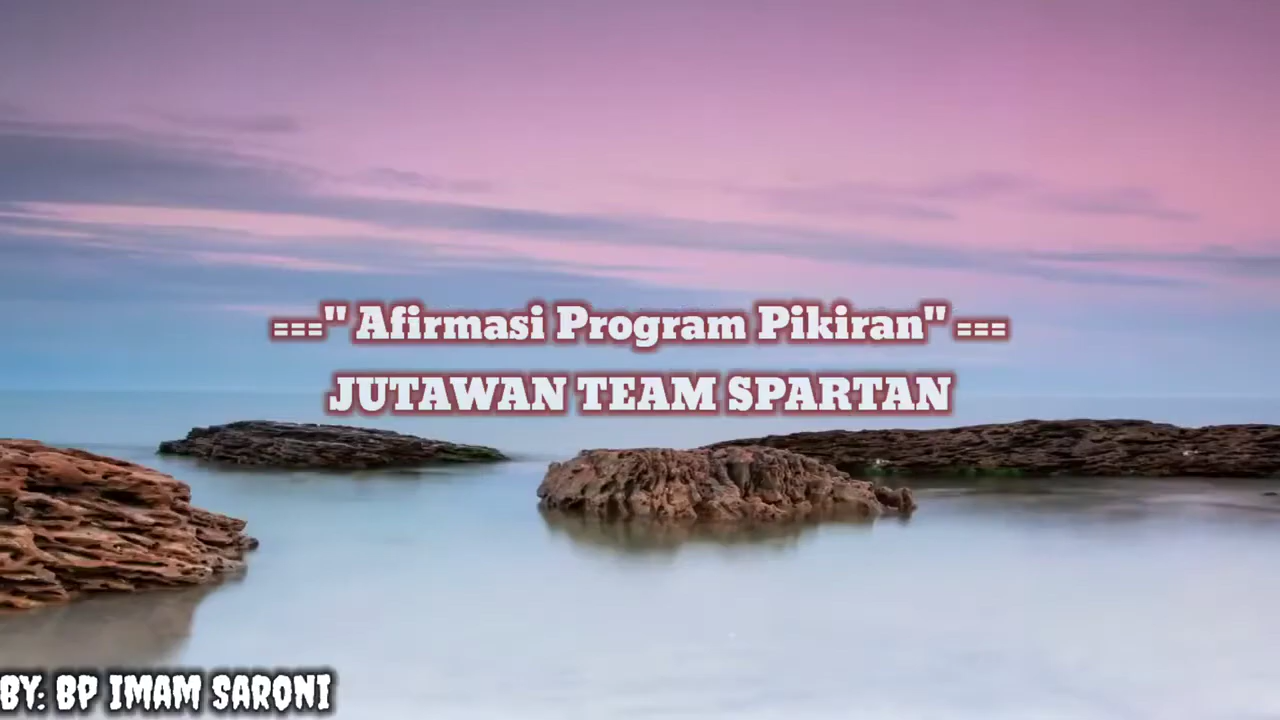 ===" Afirmasi Program Pikiran" ===
JUTAWAN TEAM SPARTAN
BY: BP IMAM SARONI